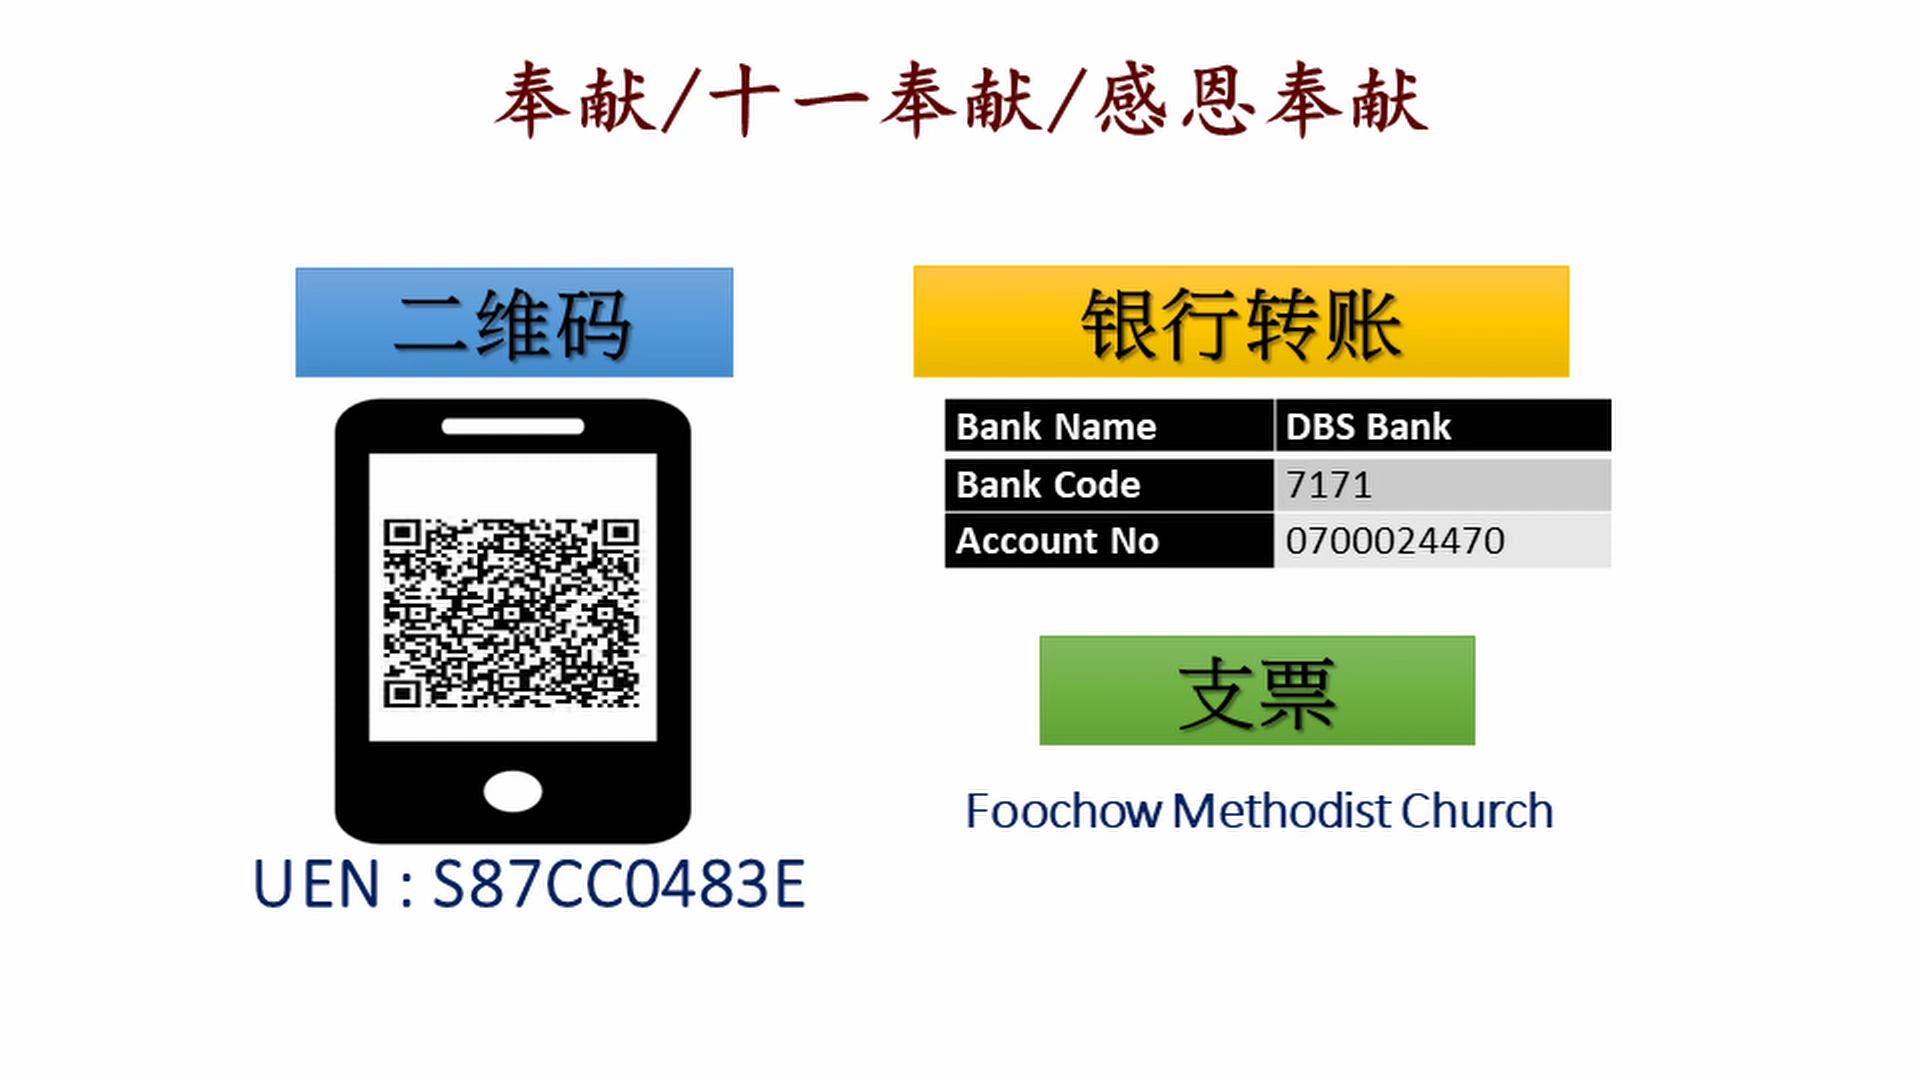 奉献/十一奉献/感恩奉献
二维码
UEN : S87CC0483E
银行转账
Bank Name DBS Bank
Bank Code 7171
Account No 0700024470
支票
Foochow Methodist Church